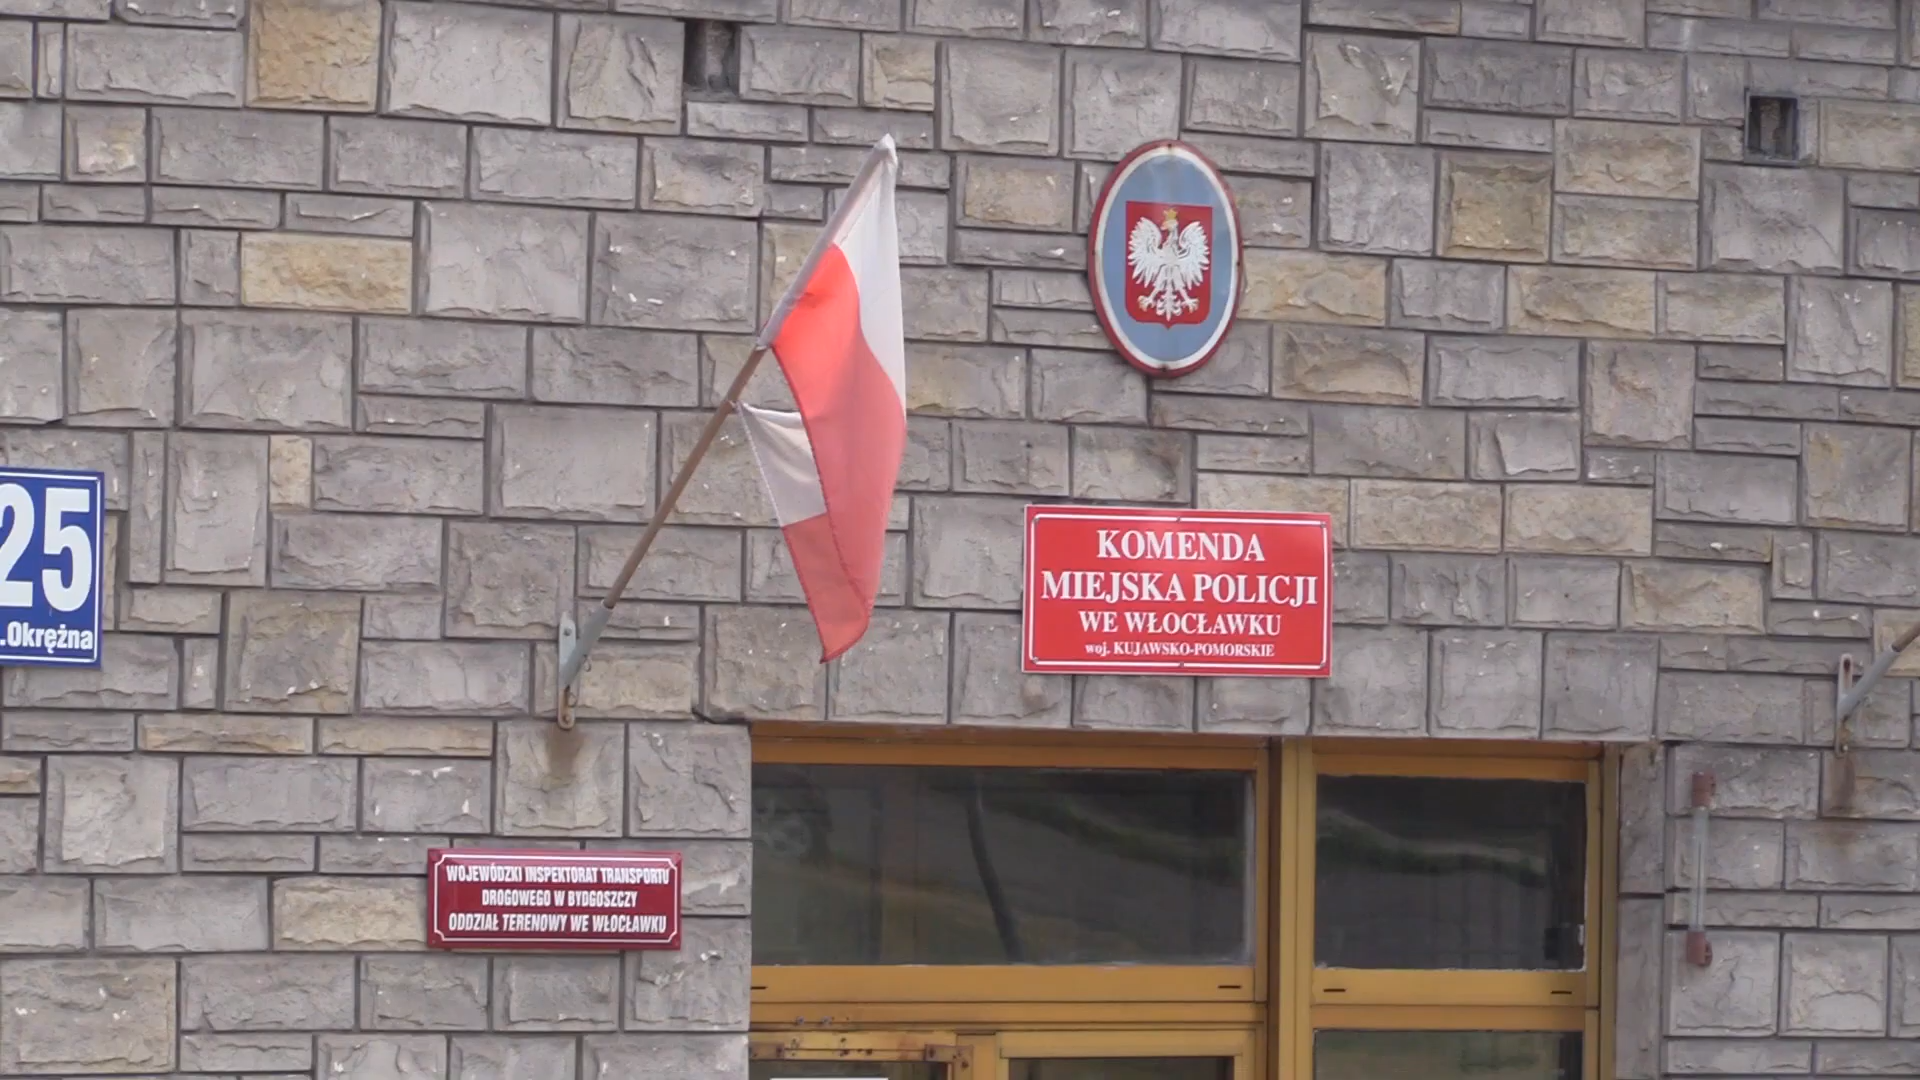 25
.Okrężna
KOMENDA
MIEJSKA POLICJI
WE WŁOCŁAWKU
woj. KUJAWSKO-POMORSKIE
WOJEWÓDZKI INSPEKTORAT TRANSPORTU
DROGOWEGO W BYDGOSZCZY
ODDZIAŁ TERENOWY WE WŁOCŁAWKU